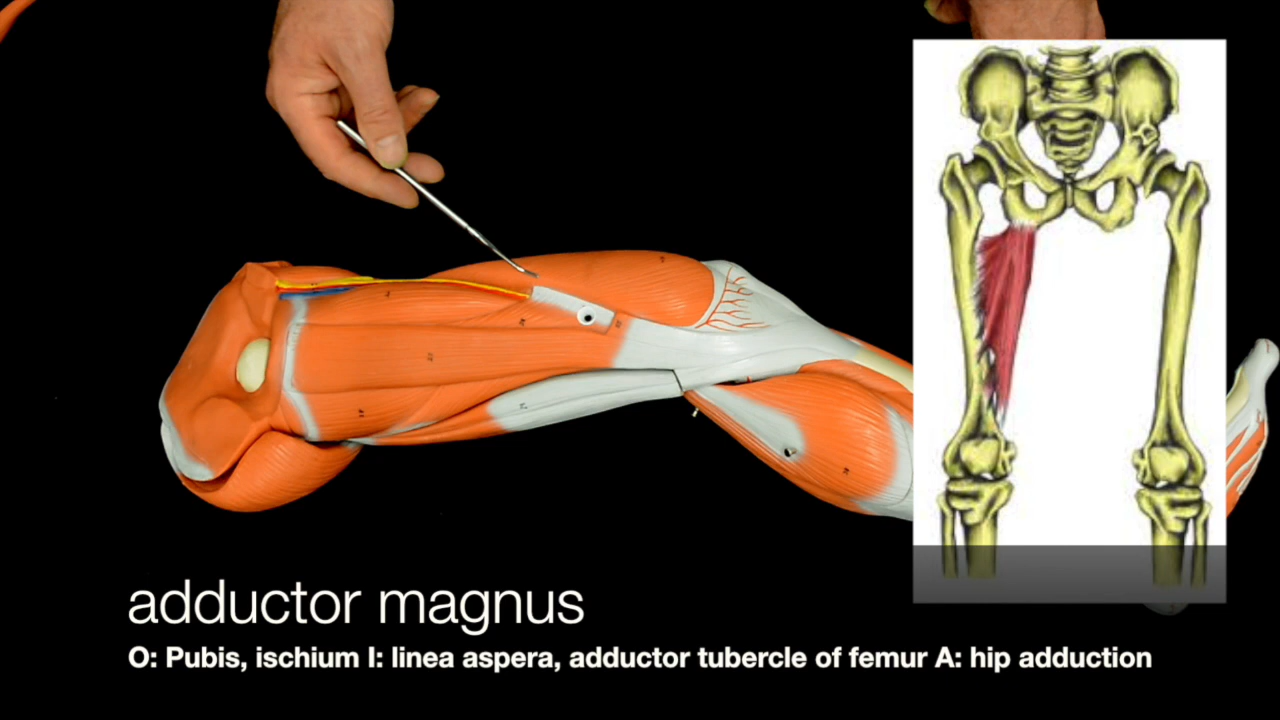 adductor magnus
O: Pubis, ischium I: linea aspera, adductor tubercle of femur A: hip adduction